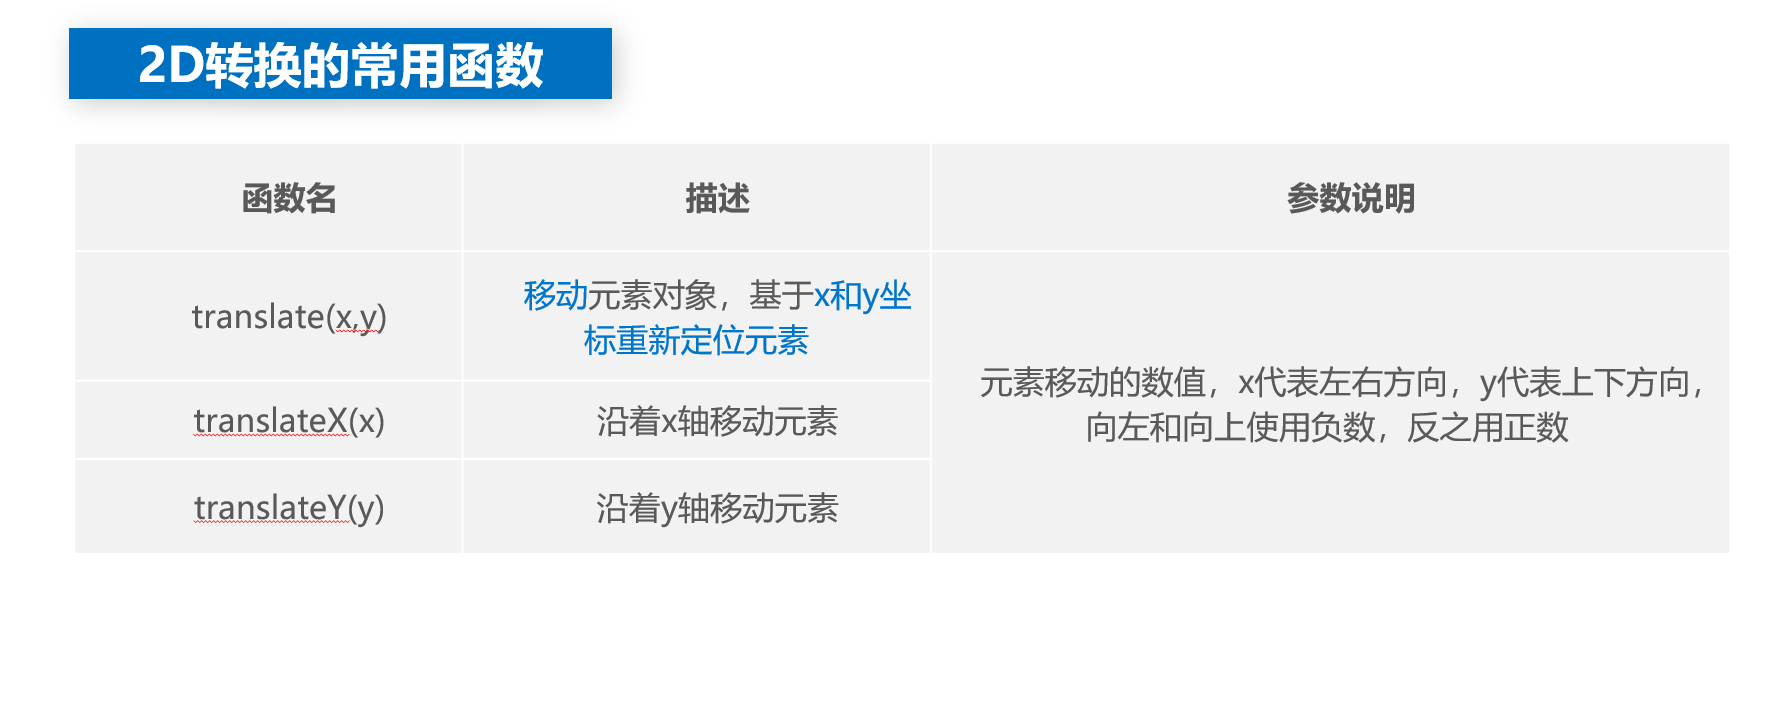 2D转换的常用函数
函数名
描述
参数说明
translate(x,y)
移动元素对象，基于x和y坐
标重新定位元素
元素移动的数值，x代表左右方向，y代表上下方向，
向左和向上使用负数，反之用正数
translateX(x)
沿着x轴移动元素
translateY(y)
沿着y轴移动元素